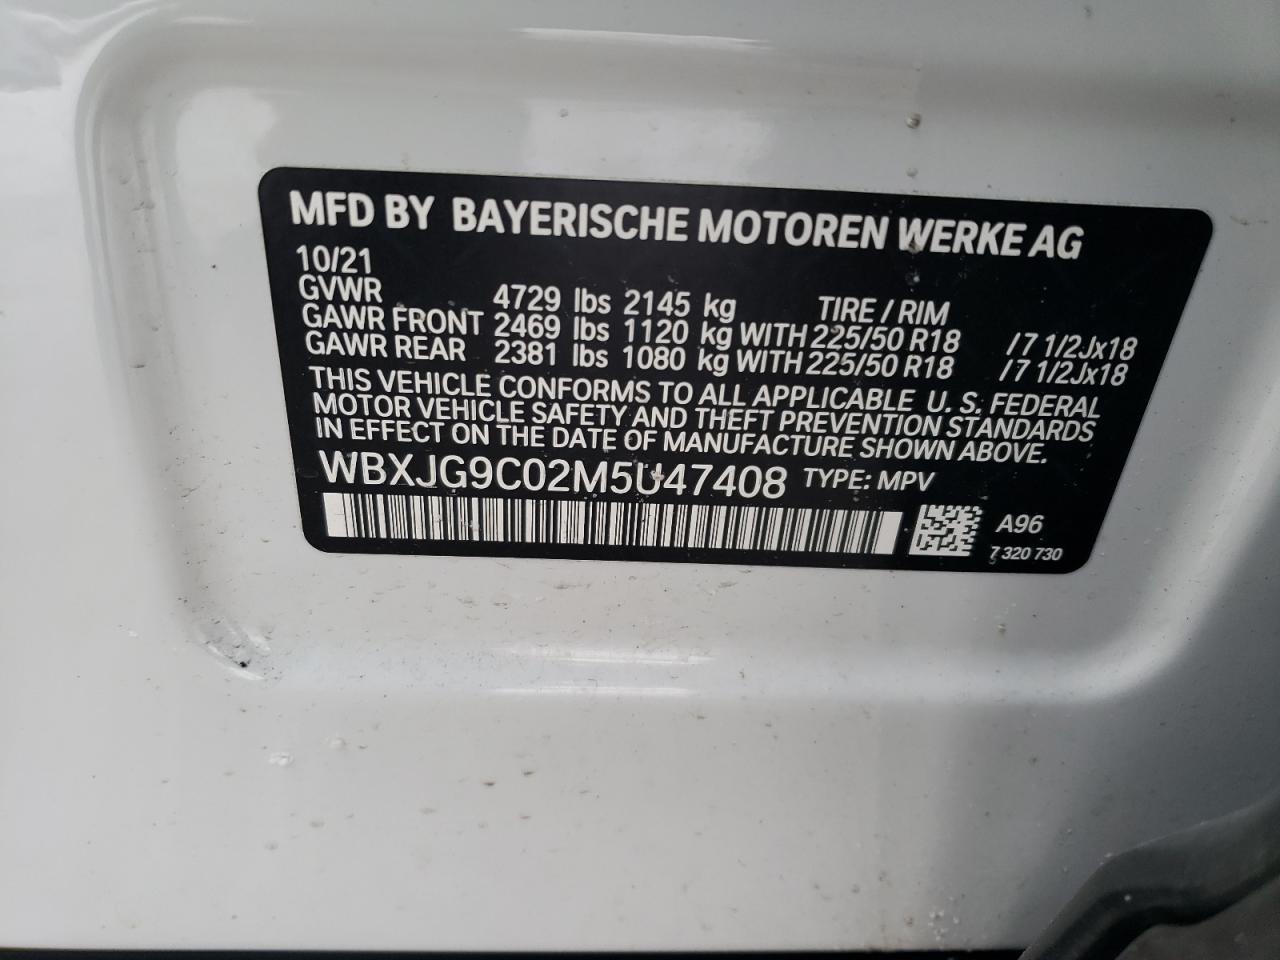 MFD BY BAYERISCHE MOTOREN WERKE AG
10/21
GVWR 4729 lbs 2145 kg TIRE / RIM
GAWR FRONT 2469 lbs 1120 kg WITH 225/50 R18 /7 1/2Jx18
GAWR REAR 2381 lbs 1080 kg WITH 225/50 R18 /7 1/2Jx18
THIS VEHICLE CONFORMS TO ALL APPLICABLE U. S. FEDERAL
MOTOR VEHICLE SAFETY AND THEFT PREVENTION STANDARDS
IN EFFECT ON THE DATE OF MANUFACTURE SHOWN ABOVE.
WBXJG9C02M5U47408 TYPE: MPV
A96
7 320 730